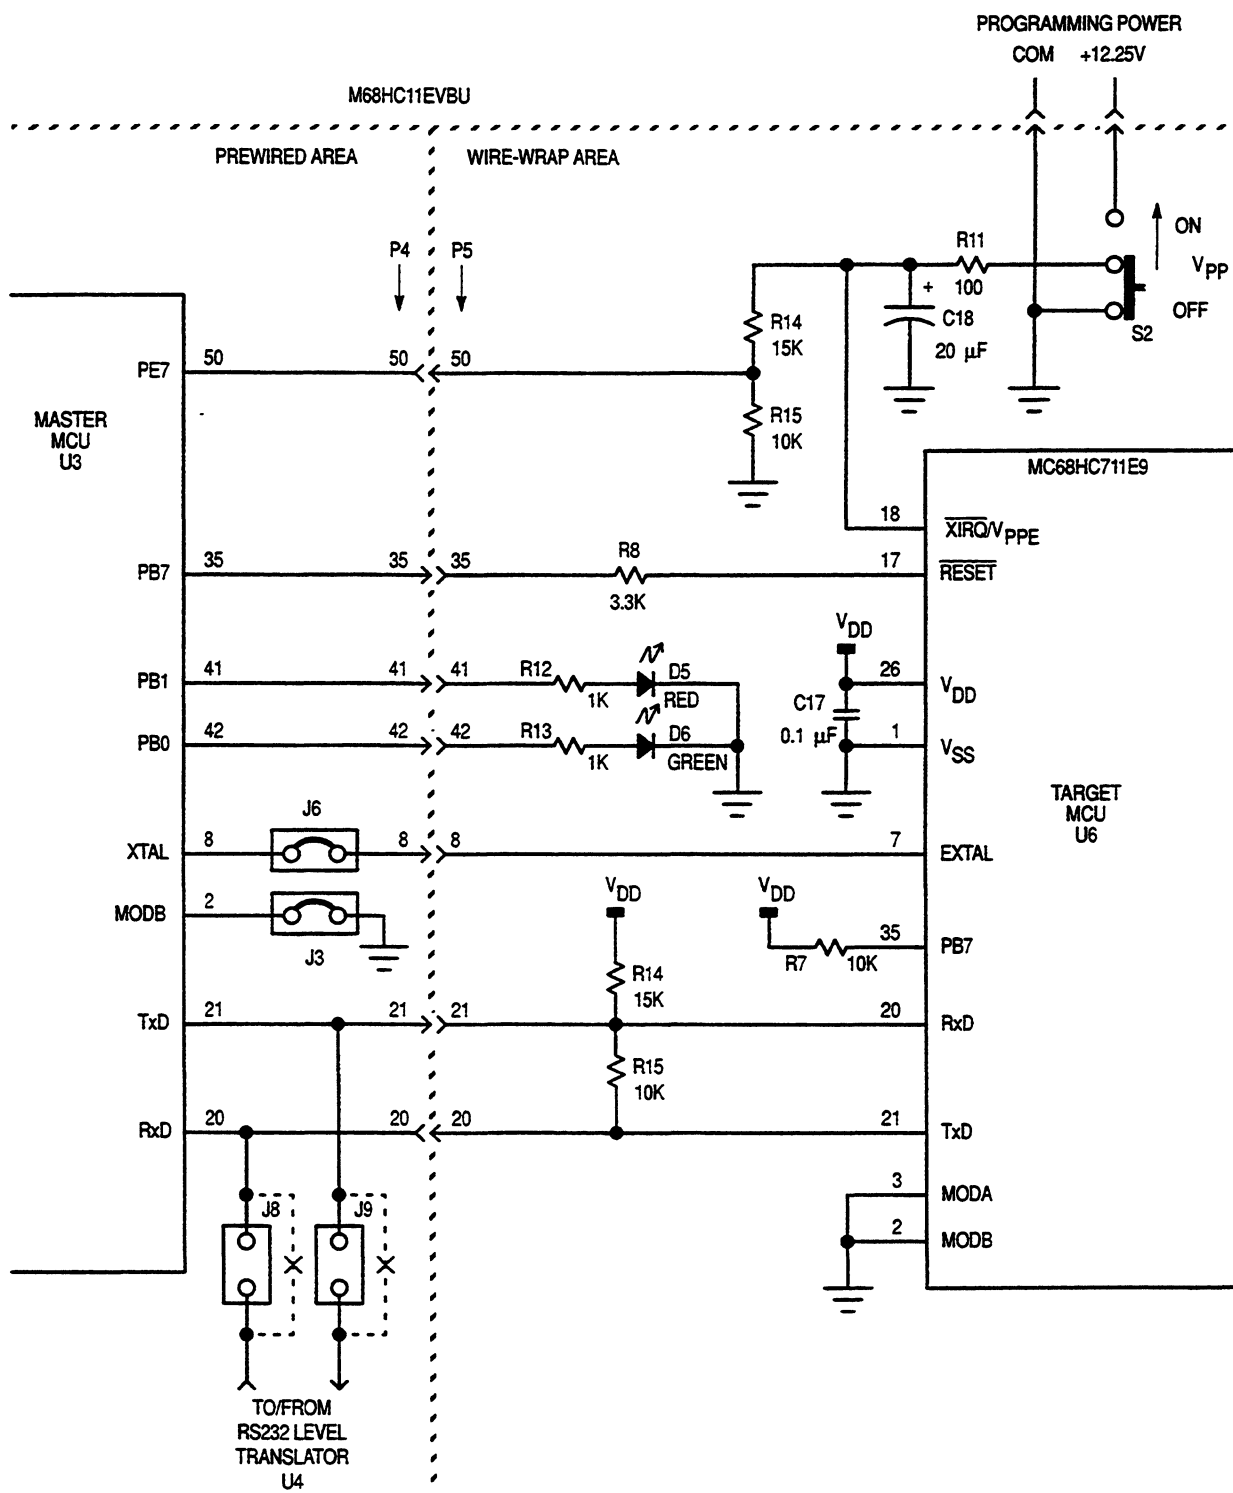 PROGRAMMING POWER
COM +12.25V
M68HC11EVBU
PREWIRED AREA
WIRE-WRAP AREA
P4
P5
ON
VPP
OFF
S2
R11
100
+
C18
20 µF
R14
15K
R15
10K
PE7
50
50
50
MASTER
MCU
U3
MC68HC711E9
18
XIRQ/VPPE
PB7
35
35
35
R8
3.3K
17
RESET
VDD
PB1
41
41
41
R12
1K
D5
RED
26
VDD
C17
0.1 µF
PB0
42
42
42
R13
1K
D6
GREEN
1
VSS
TARGET
MCU
U6
J6
XTAL
8
8
8
7
EXTAL
MODB
2
J3
VDD
VDD
35
PB7
R7
10K
R14
15K
TxD
21
21
21
20
RxD
R15
10K
RxD
20
20
20
21
TxD
3
MODA
2
MODB
J8
J9
TO/FROM
RS232 LEVEL
TRANSLATOR
U4